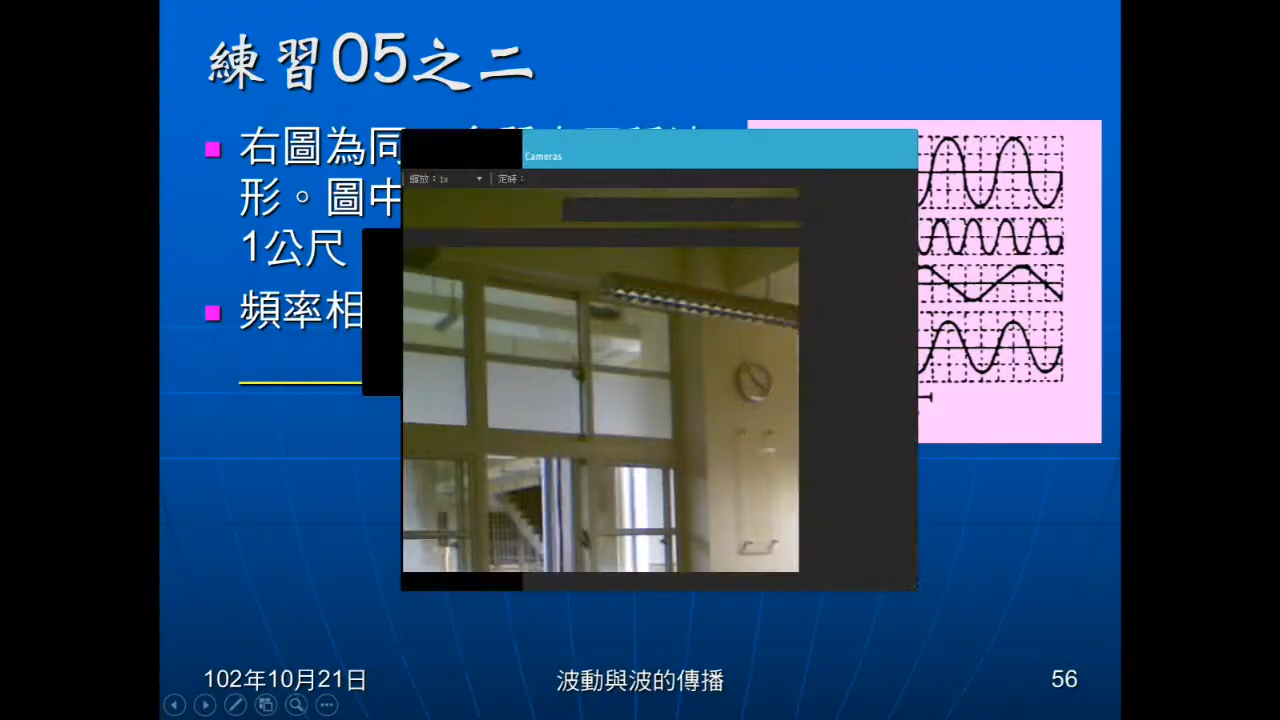 練習05之二
右圖為同
形。圖中
1公尺
頻率相
Cameras
縮放：1x
定時：
102年10月21日
波動與波的傳播
56